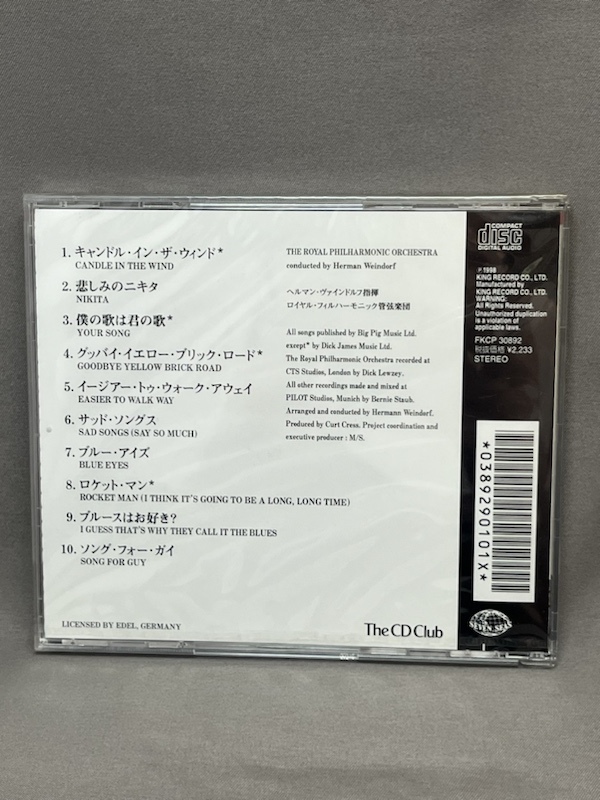 1. キャンドル・イン・ザ・ウィンド*
CANDLE IN THE WIND
2. 悲しみのニキタ
NIKITA
3. 僕の歌は君の歌*
YOUR SONG
4. グッバイ・イエロー・ブリック・ロード*
GOODBYE YELLOW BRICK ROAD
5. イージアー・トゥ・ウォーク・アウェイ
EASIER TO WALK WAY
6. サッド・ソングス
SAD SONGS (SAY SO MUCH)
7. ブルー・アイズ
BLUE EYES
8. ロケット・マン*
ROCKET MAN (I THINK IT'S GOING TO BE A LONG, LONG TIME)
9. ブルースはお好き?
I GUESS THAT'S WHY THEY CALL IT THE BLUES
10. ソング・フォー・ガイ
SONG FOR GUY
THE ROYAL PHILHARMONIC ORCHESTRA
conducted by Herman Weindorf
ヘルマン・ヴァインドルフ指揮
ロイヤル・フィルハーモニック管弦楽団
All songs published by Big Pig Music Ltd.
except* by Dick James Music Ltd.
The Royal Philharmonic Orchestra recorded at
CTS Studios, London by Dick Lewzey.
All other recordings made and mixed at
PILOT Studios, Munich by Bernie Staub.
Arranged and conducted by Hermann Weindorf.
Produced by Curt Cress. Project coordination and
executive producer : M/S.
LICENSED BY EDEL, GERMANY
The CD Club
COMPACT
disc
DIGITAL AUDIO
℗ 1998
KING RECORD CO., LTD.
Manufactured by
KING RECORD CO., LTD.
WARNING:
All Rights Reserved.
Unauthorized duplication
is a violation of
applicable laws.
FKCP 30892
税抜価格 ¥2,233
STEREO
*0389290101X*
SEVEN SEAS